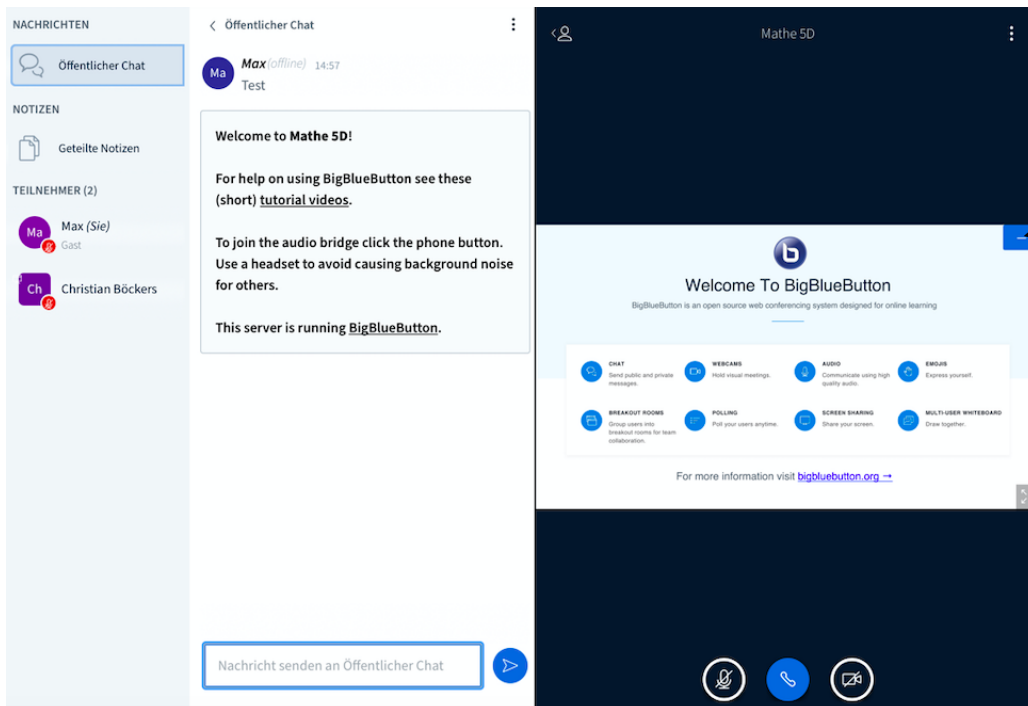 NACHRICHTEN
Öffentlicher Chat
NOTIZEN
Geteilte Notizen
TEILNEHMER (2)
Ma
Max (Sie)
Gast
Ch
Christian Böckers
Öffentlicher Chat
Ma
Max (offline) 14:57
Test
Welcome to Mathe 5D!
For help on using BigBlueButton see these
(short) tutorial videos.
To join the audio bridge click the phone button.
Use a headset to avoid causing background noise
for others.
This server is running BigBlueButton.
Nachricht senden an Öffentlicher Chat
Mathe 5D
b
Welcome To BigBlueButton
BigBlueButton is an open source web conferencing system designed for online learning
CHAT
Send public and private
messages.
WEBCAMS
Hold visual meetings.
AUDIO
Communicate using high
quality audio.
EMOJIS
Express yourself.
BREAKOUT ROOMS
Group users into
breakout rooms for team
collaboration.
POLLING
Poll your users anytime.
SCREEN SHARING
Share your screen.
MULTI-USER WHITEBOARD
Draw together.
For more information visit bigbluebutton.org →